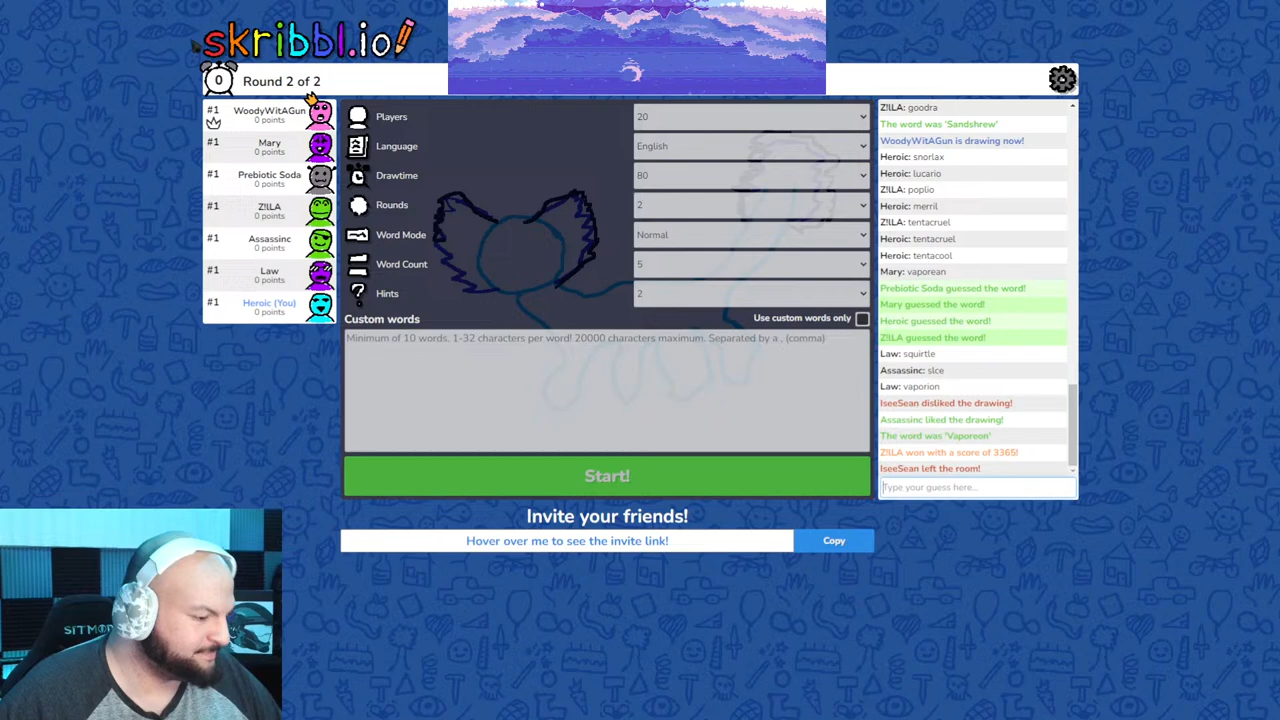 skribbl.io
0
Round 2 of 2
#1
WoodyWitAGun
0 points
#1
Mary
0 points
#1
Prebiotic Soda
0 points
#1
Z!LLA
0 points
#1
Assassinc
0 points
#1
Law
0 points
#1
Heroic (You)
0 points
Players
20
Language
English
Drawtime
80
Rounds
2
Word Mode
Normal
Word Count
5
Hints
2
Custom words
Use custom words only
Minimum of 10 words, 1-32 characters per word! 20000 characters maximum. Separated by a , (comma)
Start!
Invite your friends!
Hover over me to see the invite link!
Copy
Z!LLA: goodra
The word was 'Sandshrew'
WoodyWitAGun is drawing now!
Heroic: snorlax
Heroic: lucario
Z!LLA: poplio
Heroic: merril
Z!LLA: tentacruel
Heroic: tentacruel
Heroic: tentacool
Mary: vaporean
Prebiotic Soda guessed the word!
Mary guessed the word!
Heroic guessed the word!
Z!LLA guessed the word!
Law: squirtle
Assassinc: slce
Law: vaporion
IseeSean disliked the drawing!
Assassinc liked the drawing!
The word was 'Vaporeon'
Z!LLA won with a score of 3365!
IseeSean left the room!
Type your guess here...